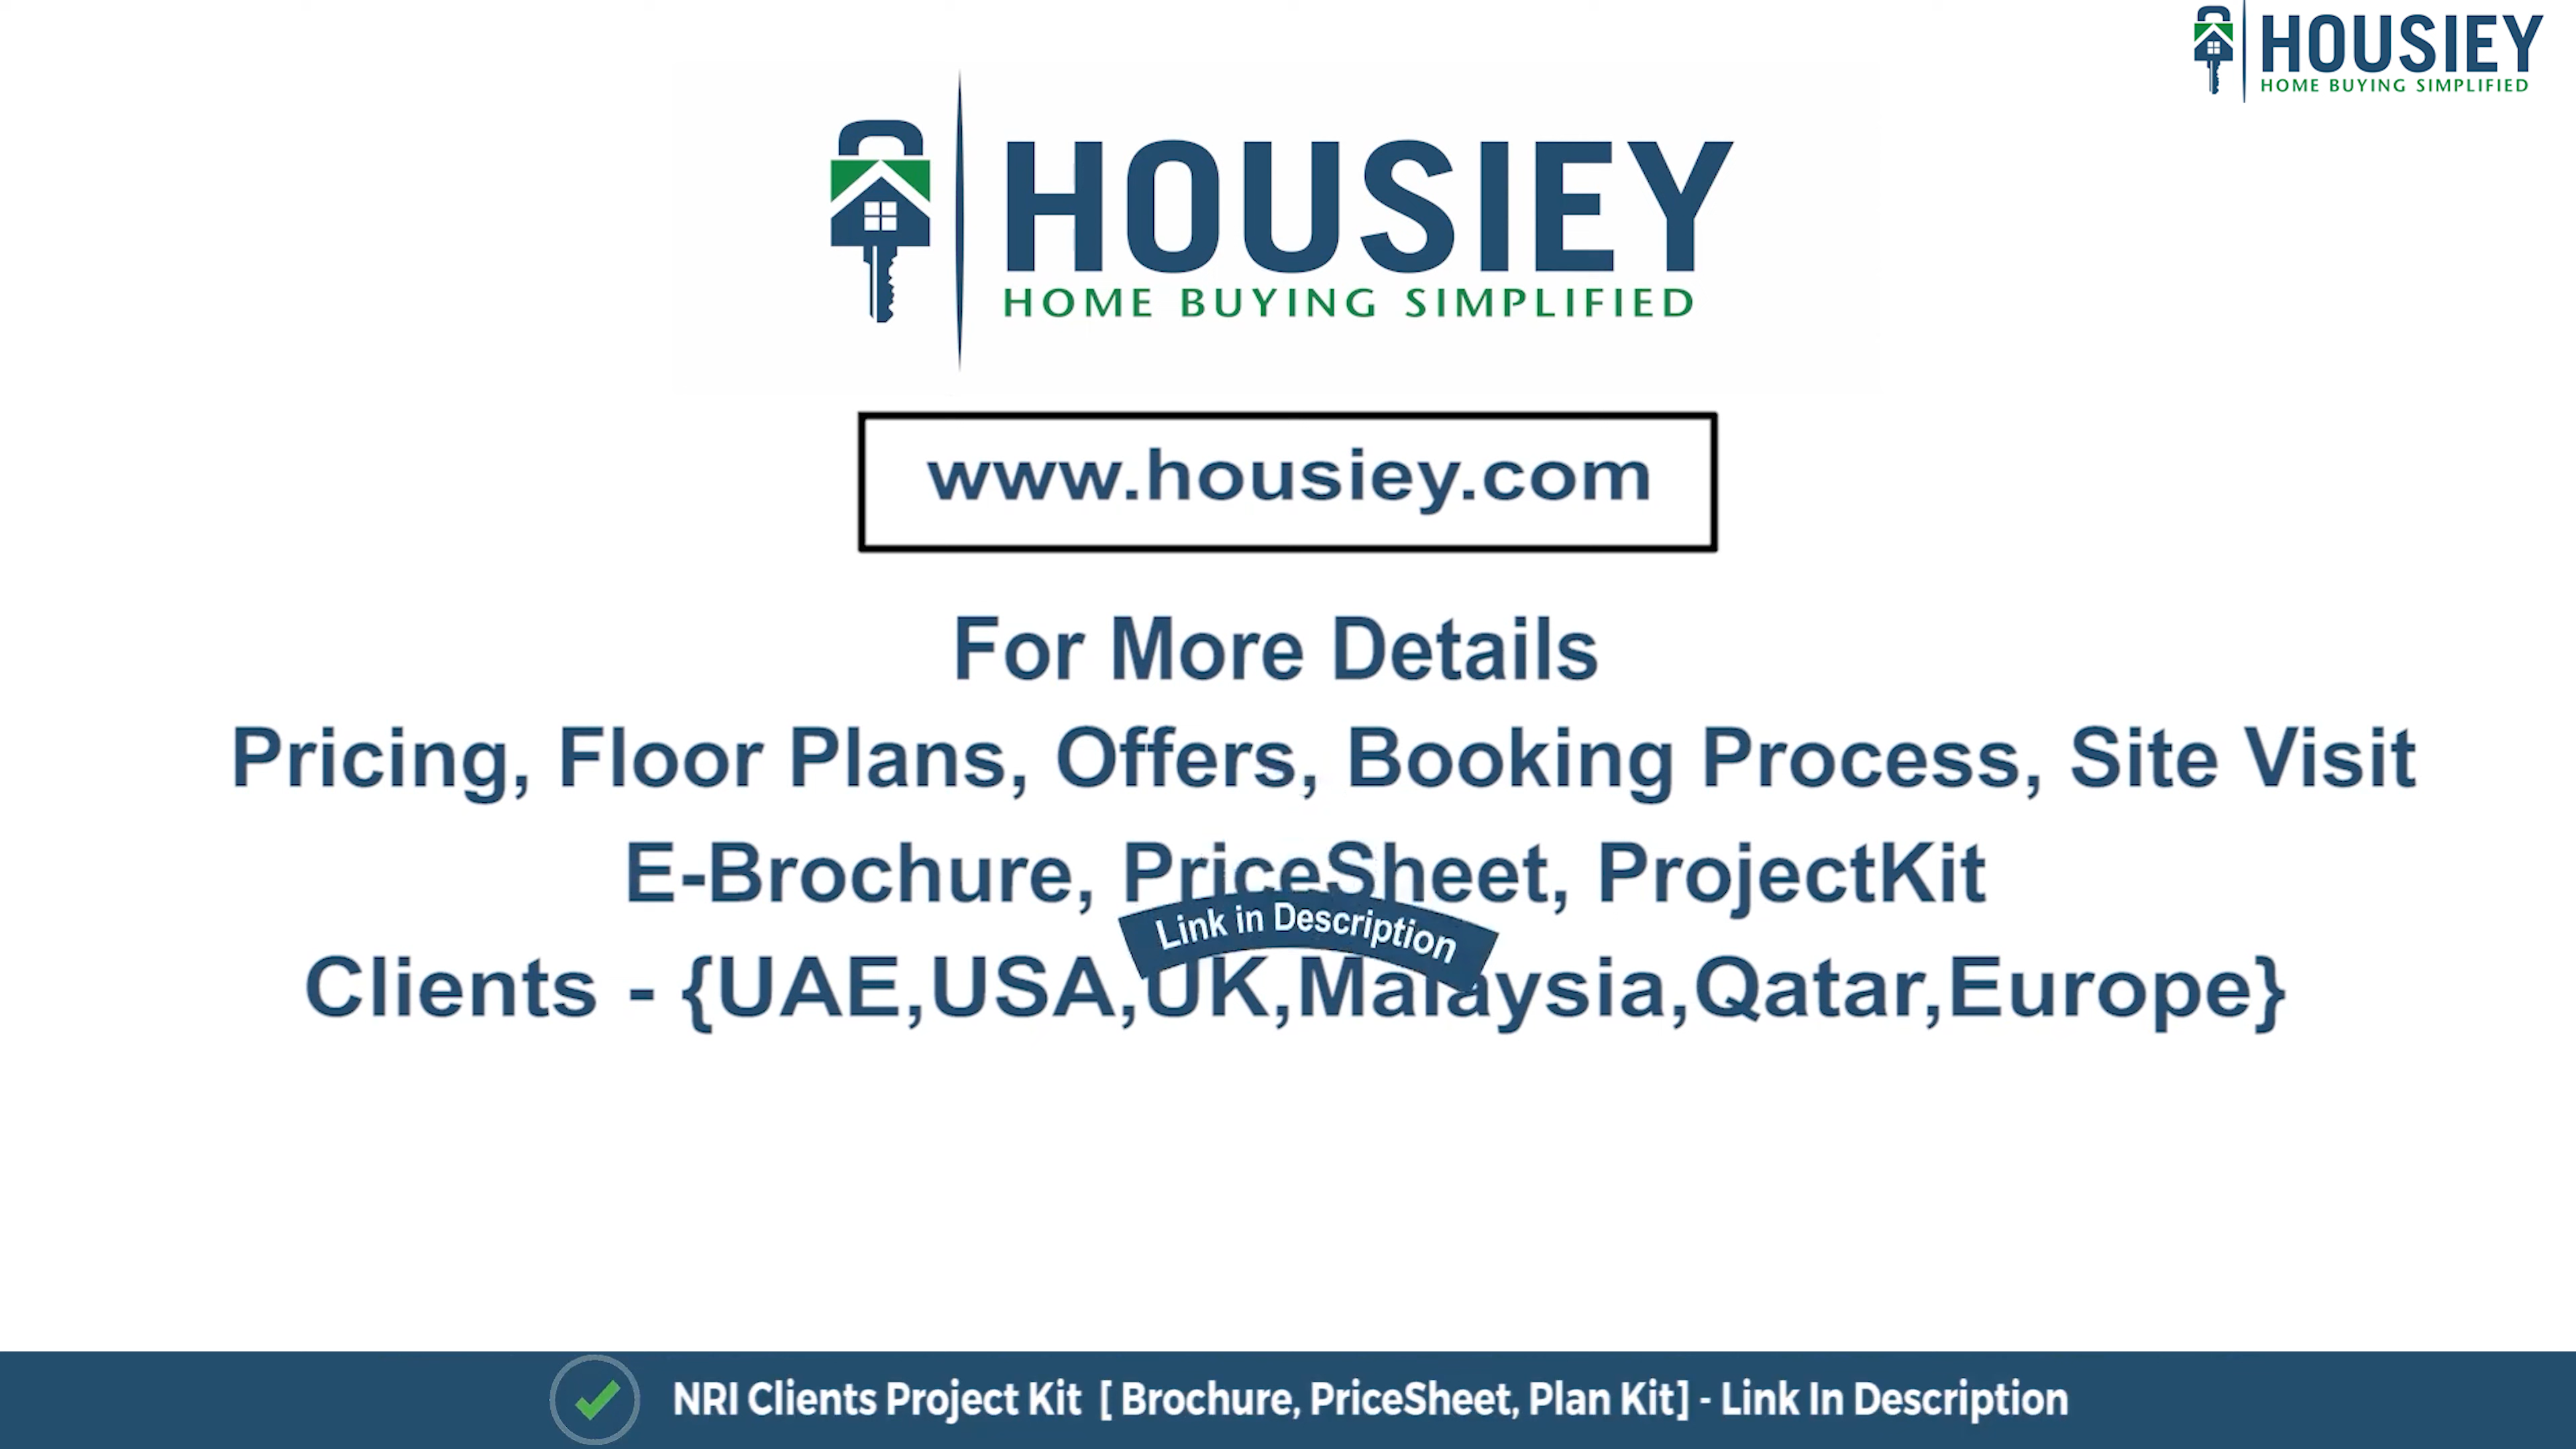 HOUSIEY
HOME BUYING SIMPLIFIED
HOUSIEY
HOME BUYING SIMPLIFIED
www.housiey.com
For More Details
Pricing, Floor Plans, Offers, Booking Process, Site Visit
E-Brochure, PriceSheet, ProjectKit
Link in Description
Clients - {UAE,USA,UK,Malaysia,Qatar,Europe}
NRI Clients Project Kit [ Brochure, PriceSheet, Plan Kit] - Link In Description